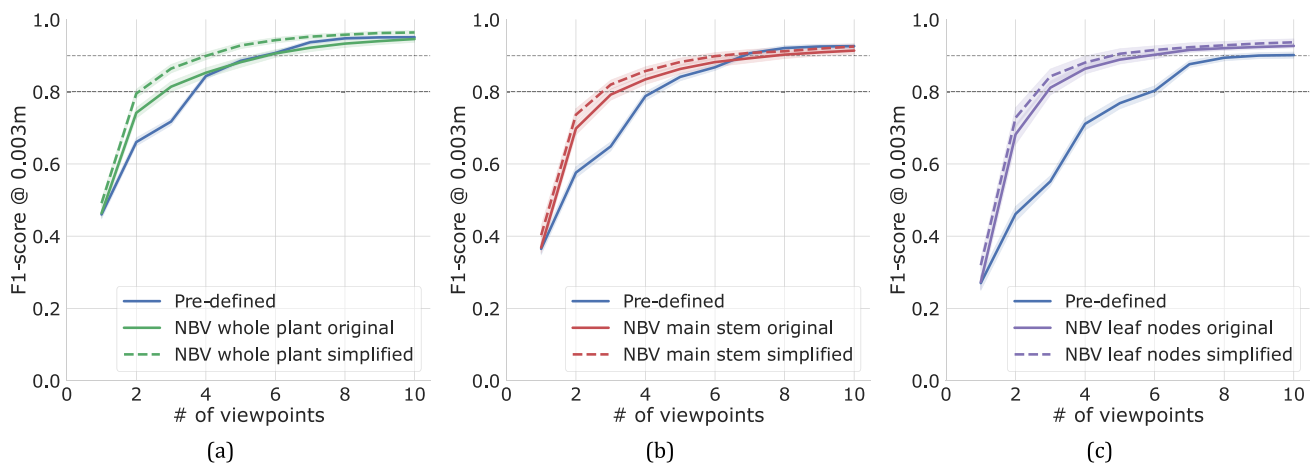 1.0
0.8
0.6
0.4
0.2
0.0
F1-score @ 0.003m
Pre-defined
NBV whole plant original
NBV whole plant simplified
0 2 4 6 8 10
# of viewpoints
(a)
1.0
0.8
0.6
0.4
0.2
0.0
F1-score @ 0.003m
Pre-defined
NBV main stem original
NBV main stem simplified
0 2 4 6 8 10
# of viewpoints
(b)
1.0
0.8
0.6
0.4
0.2
0.0
F1-score @ 0.003m
Pre-defined
NBV leaf nodes original
NBV leaf nodes simplified
0 2 4 6 8 10
# of viewpoints
(c)